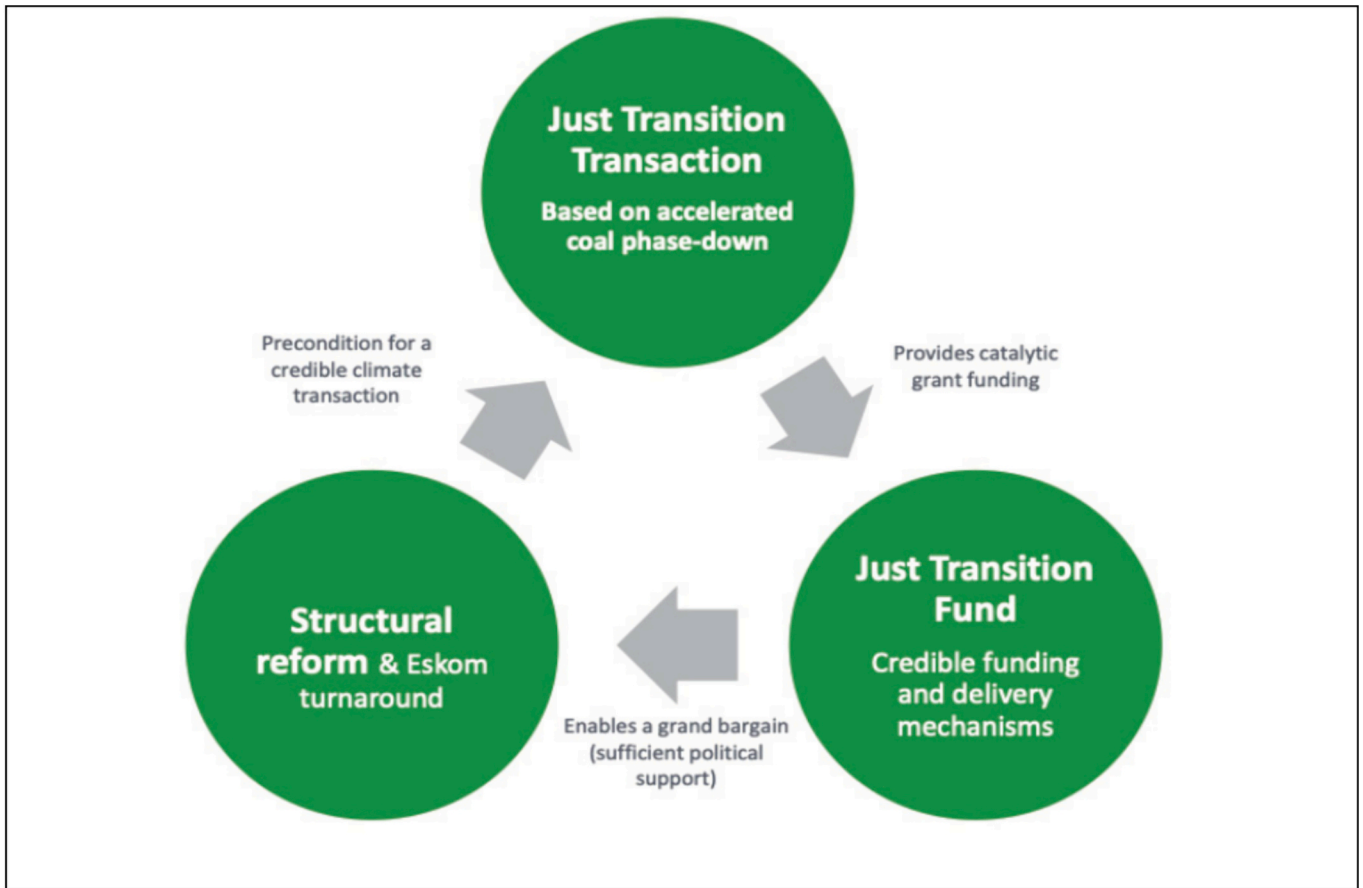 Just Transition
Transaction
Based on accelerated
coal phase-down
Precondition for a
credible climate
transaction
Provides catalytic
grant funding
Structural
reform & Eskom
turnaround
Just Transition
Fund
Credible funding
and delivery
mechanisms
Enables a grand bargain
(sufficient political
support)